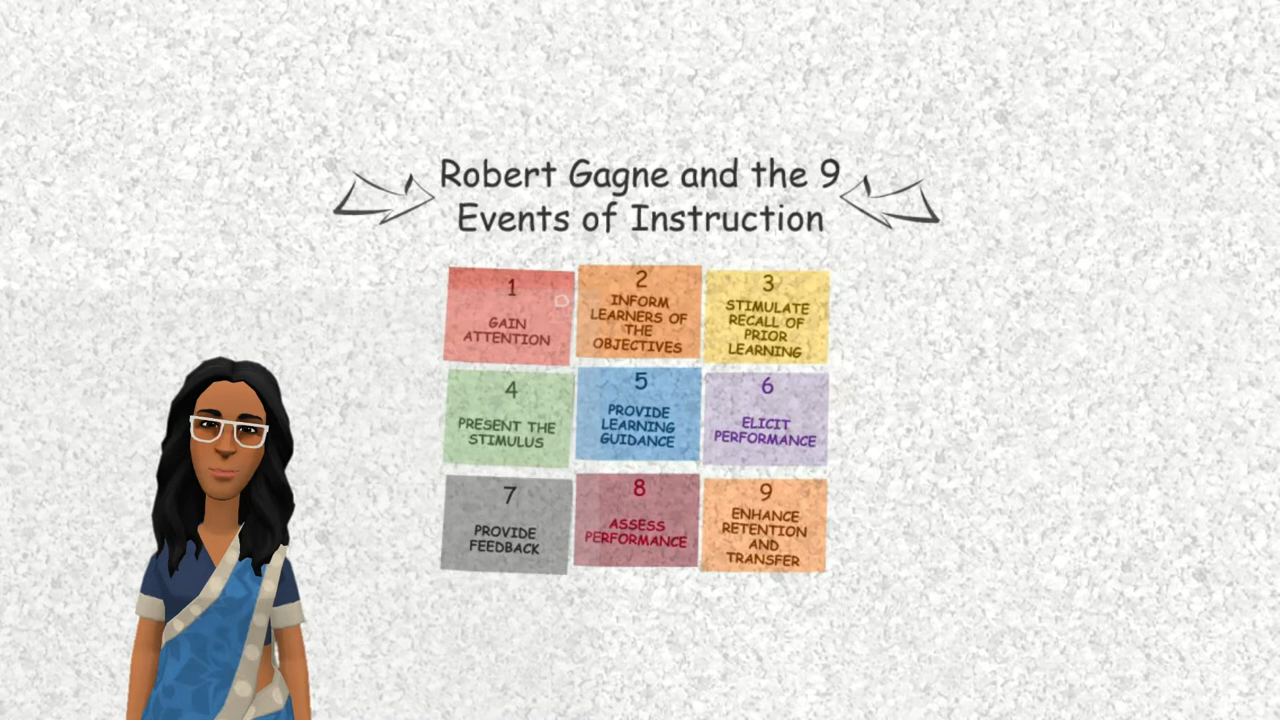 Robert Gagne and the 9
Events of Instruction
1
GAIN
ATTENTION
2
INFORM
LEARNERS OF
THE
OBJECTIVES
3
STIMULATE
RECALL OF
PRIOR
LEARNING
4
PRESENT THE
STIMULUS
5
PROVIDE
LEARNING
GUIDANCE
6
ELICIT
PERFORMANCE
7
PROVIDE
FEEDBACK
8
ASSESS
PERFORMANCE
9
ENHANCE
RETENTION
AND
TRANSFER